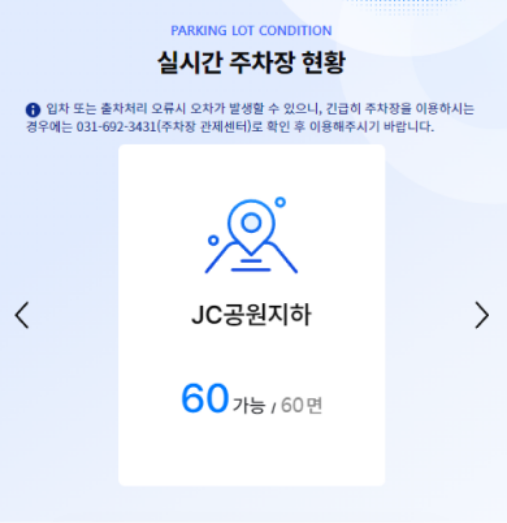 PARKING LOT CONDITION
실시간 주차장 현황
입차 또는 출차처리 오류시 오차가 발생할 수 있으니, 긴급히 주차장을 이용하시는
경우에는 031-692-3431(주차장 관제센터)로 확인 후 이용해주시기 바랍니다.
JC공원지하
60 가능 / 60면